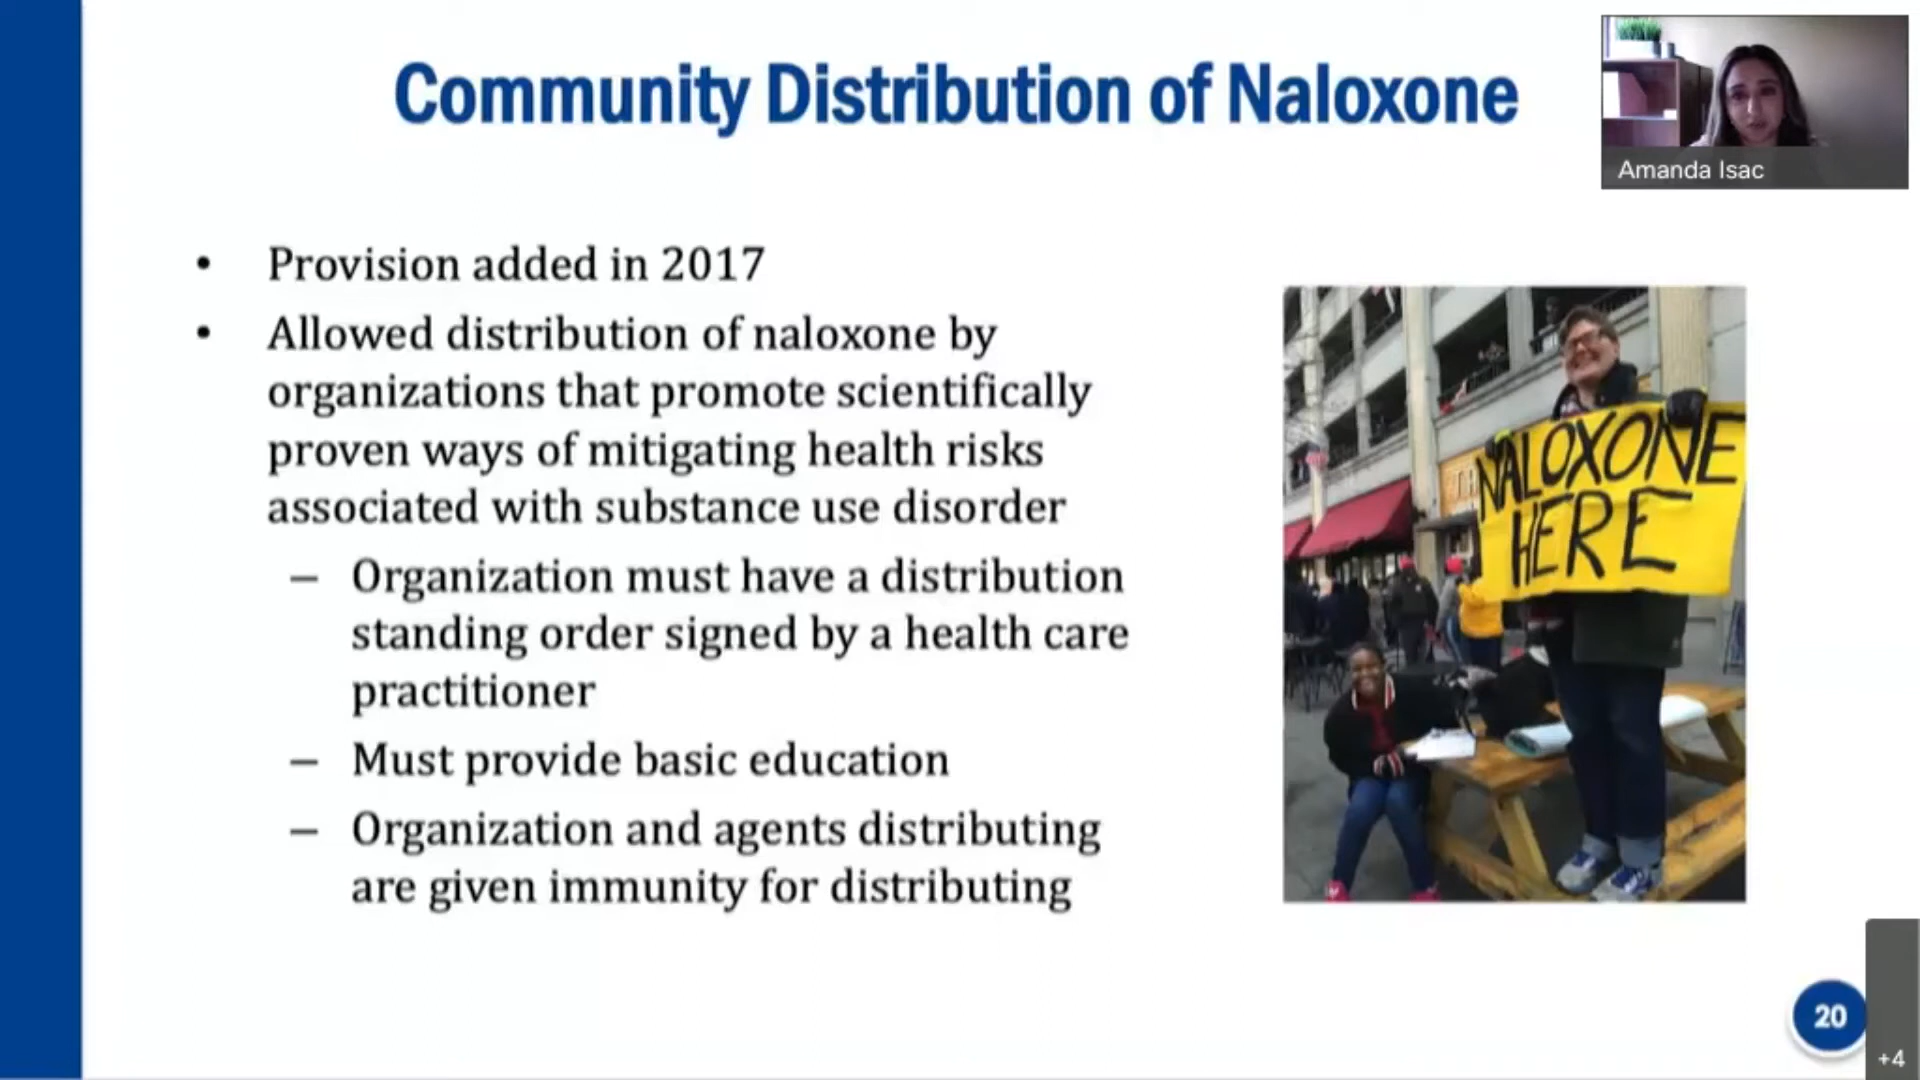 Community Distribution of Naloxone
Amanda Isac
• Provision added in 2017
• Allowed distribution of naloxone by
organizations that promote scientifically
proven ways of mitigating health risks
associated with substance use disorder
– Organization must have a distribution
standing order signed by a health care
practitioner
– Must provide basic education
– Organization and agents distributing
are given immunity for distributing
NALOXONE
HERE
20
+4